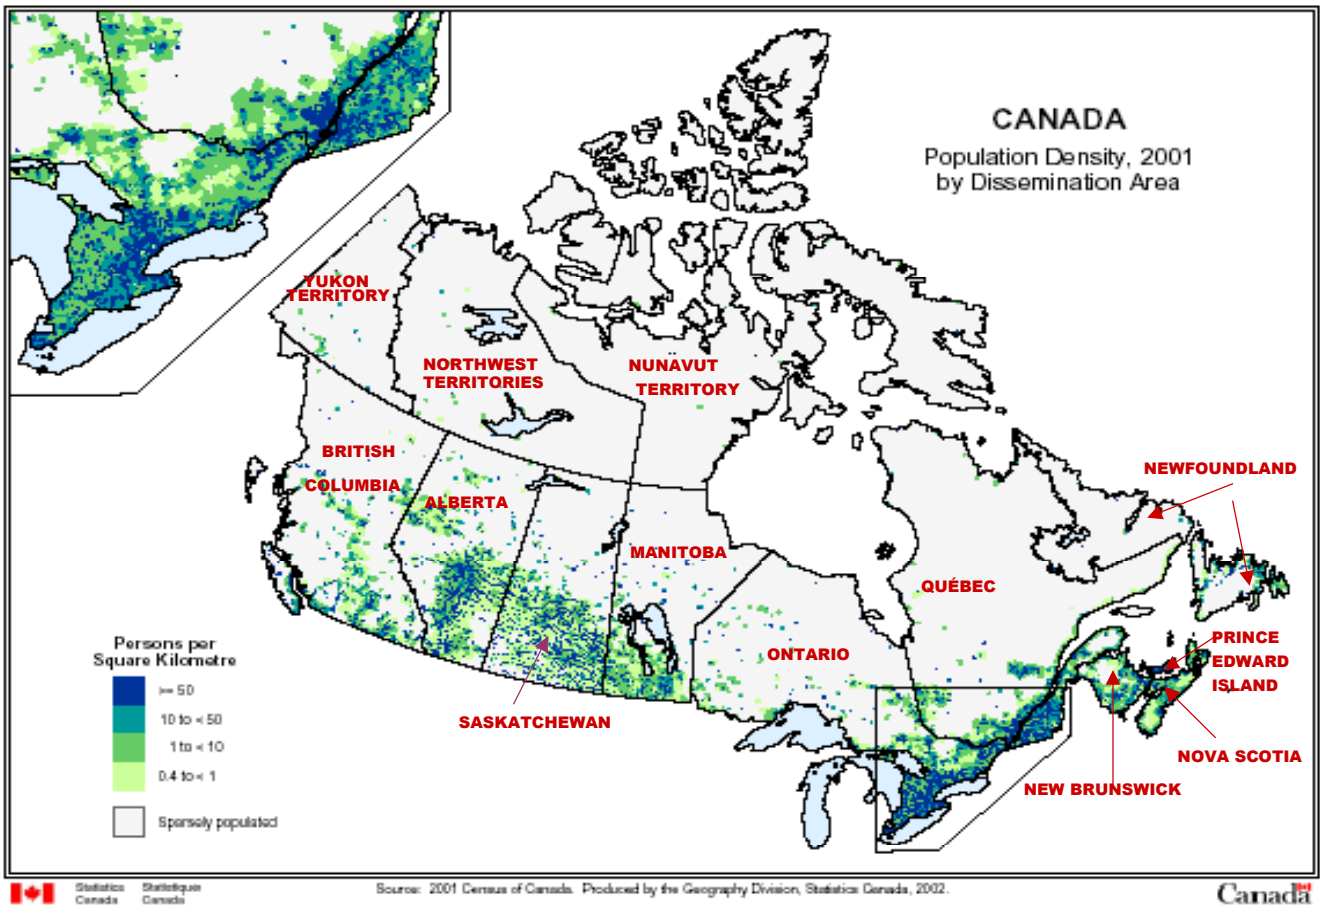 CANADA
Population Density, 2001
by Dissemination Area
YUKON
TERRITORY
NORTHWEST
TERRITORIES
NUNAVUT
TERRITORY
BRITISH
COLUMBIA
ALBERTA
NEWFOUNDLAND
MANITOBA
QUÉBEC
ONTARIO
PRINCE
EDWARD
ISLAND
SASKATCHEWAN
NOVA SCOTIA
NEW BRUNSWICK
Persons per
Square Kilometre
>= 50
10 to < 50
1 to < 10
0.4 to < 1
Sparsely populated
Statistics
Canada
Statistique
Canada
Source: 2001 Census of Canada. Produced by the Geography Division, Statistics Canada, 2002.
Canada